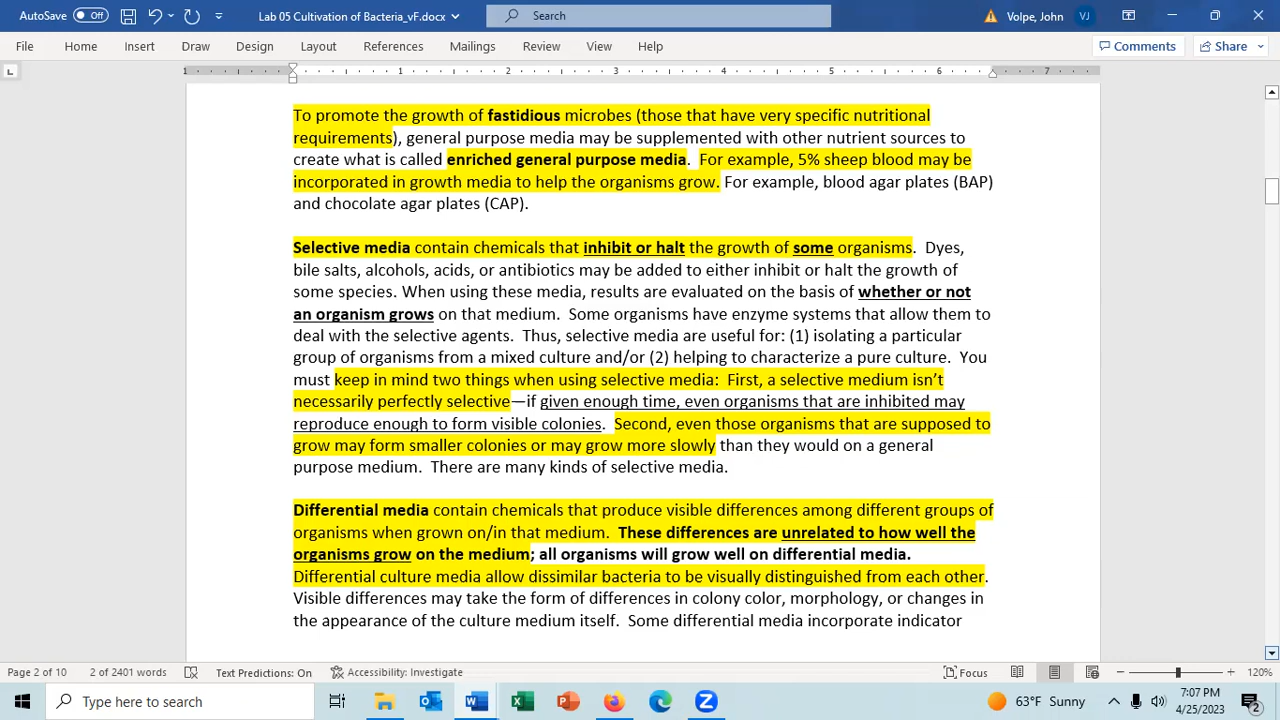 AutoSave Off Lab 05 Cultivation of Bacteria_vF.docx Search Volpe, John VJ
File Home Insert Draw Design Layout References Mailings Review View Help Comments Share
1 1 2 3 4 5 6 7
To promote the growth of fastidious microbes (those that have very specific nutritional
requirements), general purpose media may be supplemented with other nutrient sources to
create what is called enriched general purpose media. For example, 5% sheep blood may be
incorporated in growth media to help the organisms grow. For example, blood agar plates (BAP)
and chocolate agar plates (CAP).
Selective media contain chemicals that inhibit or halt the growth of some organisms. Dyes,
bile salts, alcohols, acids, or antibiotics may be added to either inhibit or halt the growth of
some species. When using these media, results are evaluated on the basis of whether or not
an organism grows on that medium. Some organisms have enzyme systems that allow them to
deal with the selective agents. Thus, selective media are useful for: (1) isolating a particular
group of organisms from a mixed culture and/or (2) helping to characterize a pure culture. You
must keep in mind two things when using selective media: First, a selective medium isn’t
necessarily perfectly selective—if given enough time, even organisms that are inhibited may
reproduce enough to form visible colonies. Second, even those organisms that are supposed to
grow may form smaller colonies or may grow more slowly than they would on a general
purpose medium. There are many kinds of selective media.
Differential media contain chemicals that produce visible differences among different groups of
organisms when grown on/in that medium. These differences are unrelated to how well the
organisms grow on the medium; all organisms will grow well on differential media.
Differential culture media allow dissimilar bacteria to be visually distinguished from each other.
Visible differences may take the form of differences in colony color, morphology, or changes in
the appearance of the culture medium itself. Some differential media incorporate indicator
Page 2 of 10 2 of 2401 words Text Predictions: On Accessibility: Investigate Focus 120%
Type here to search 63°F Sunny 7:07 PM
4/25/2023 2